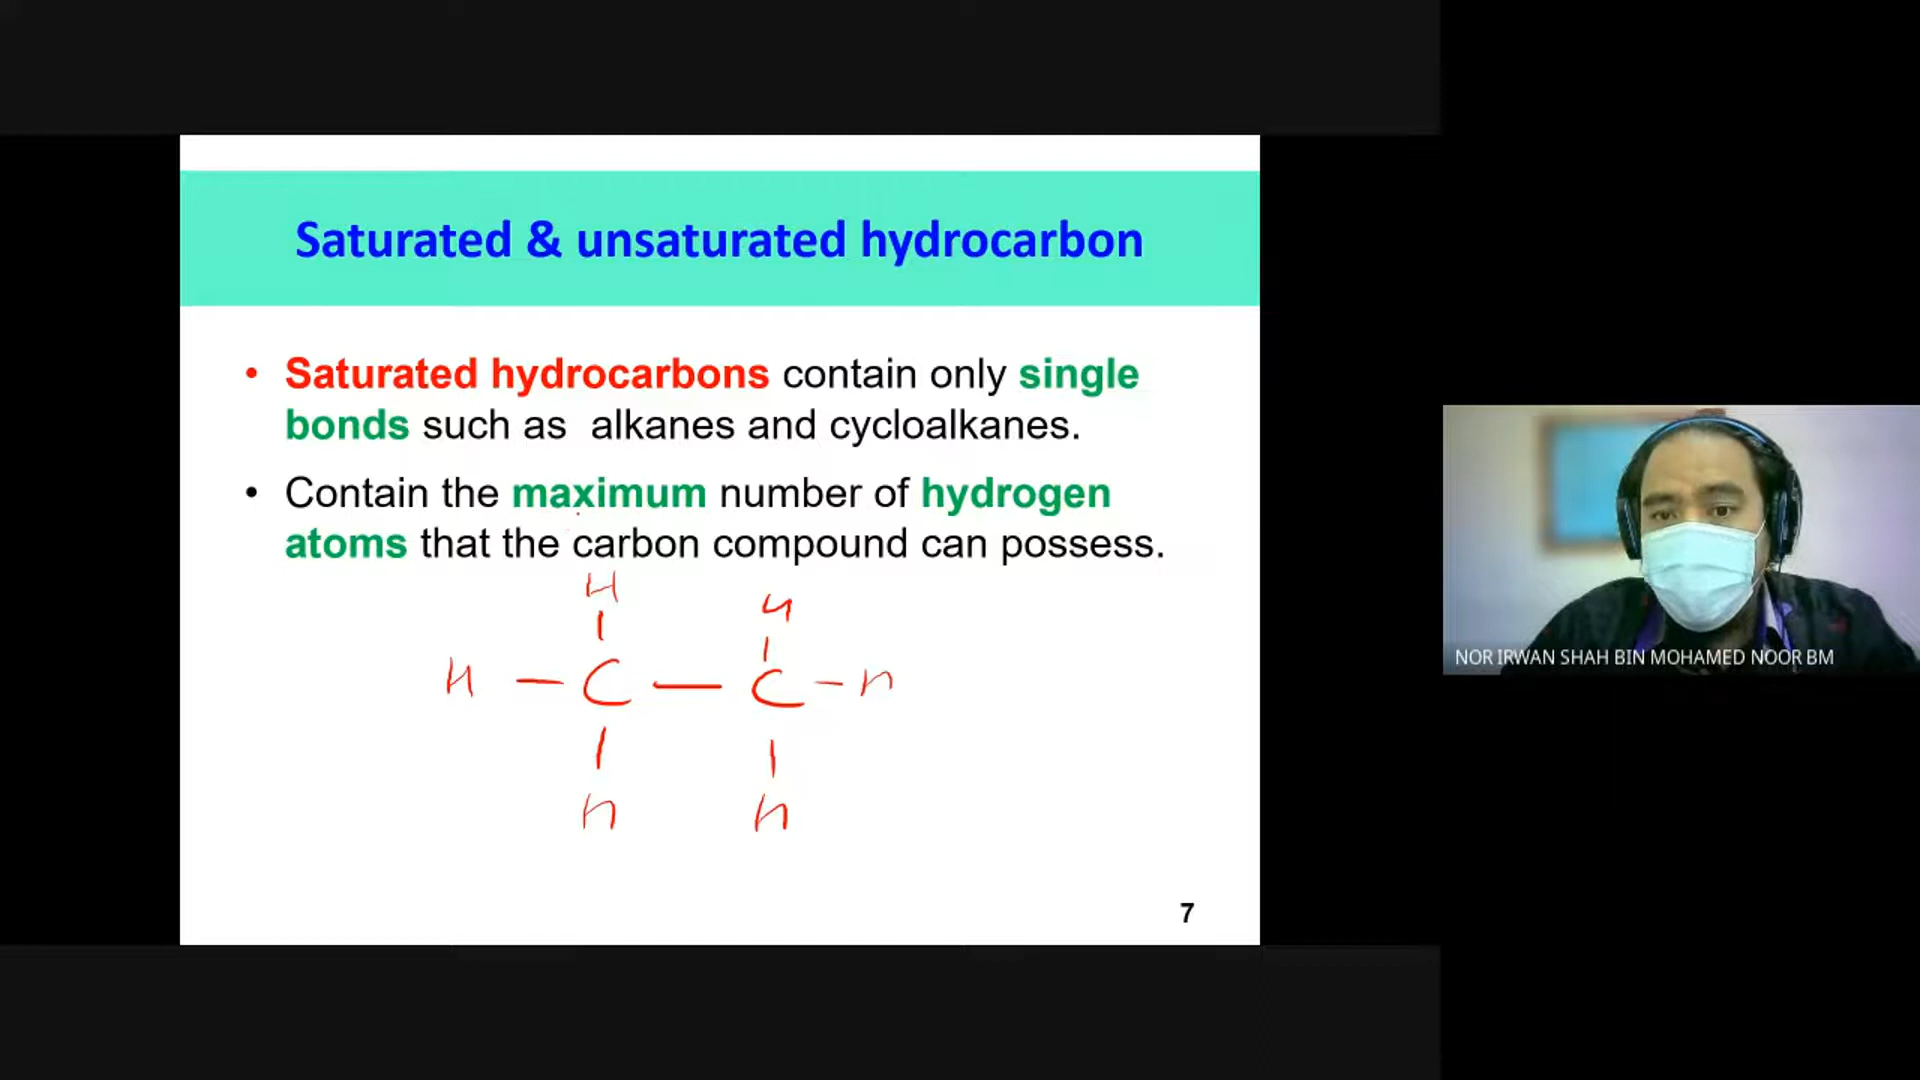 Saturated & unsaturated hydrocarbon
• Saturated hydrocarbons contain only single
bonds such as alkanes and cycloalkanes.
• Contain the maximum number of hydrogen
atoms that the carbon compound can possess.
H H
H – C — C – H
H H
7
NOR IRWAN SHAH BIN MOHAMED NOOR BM